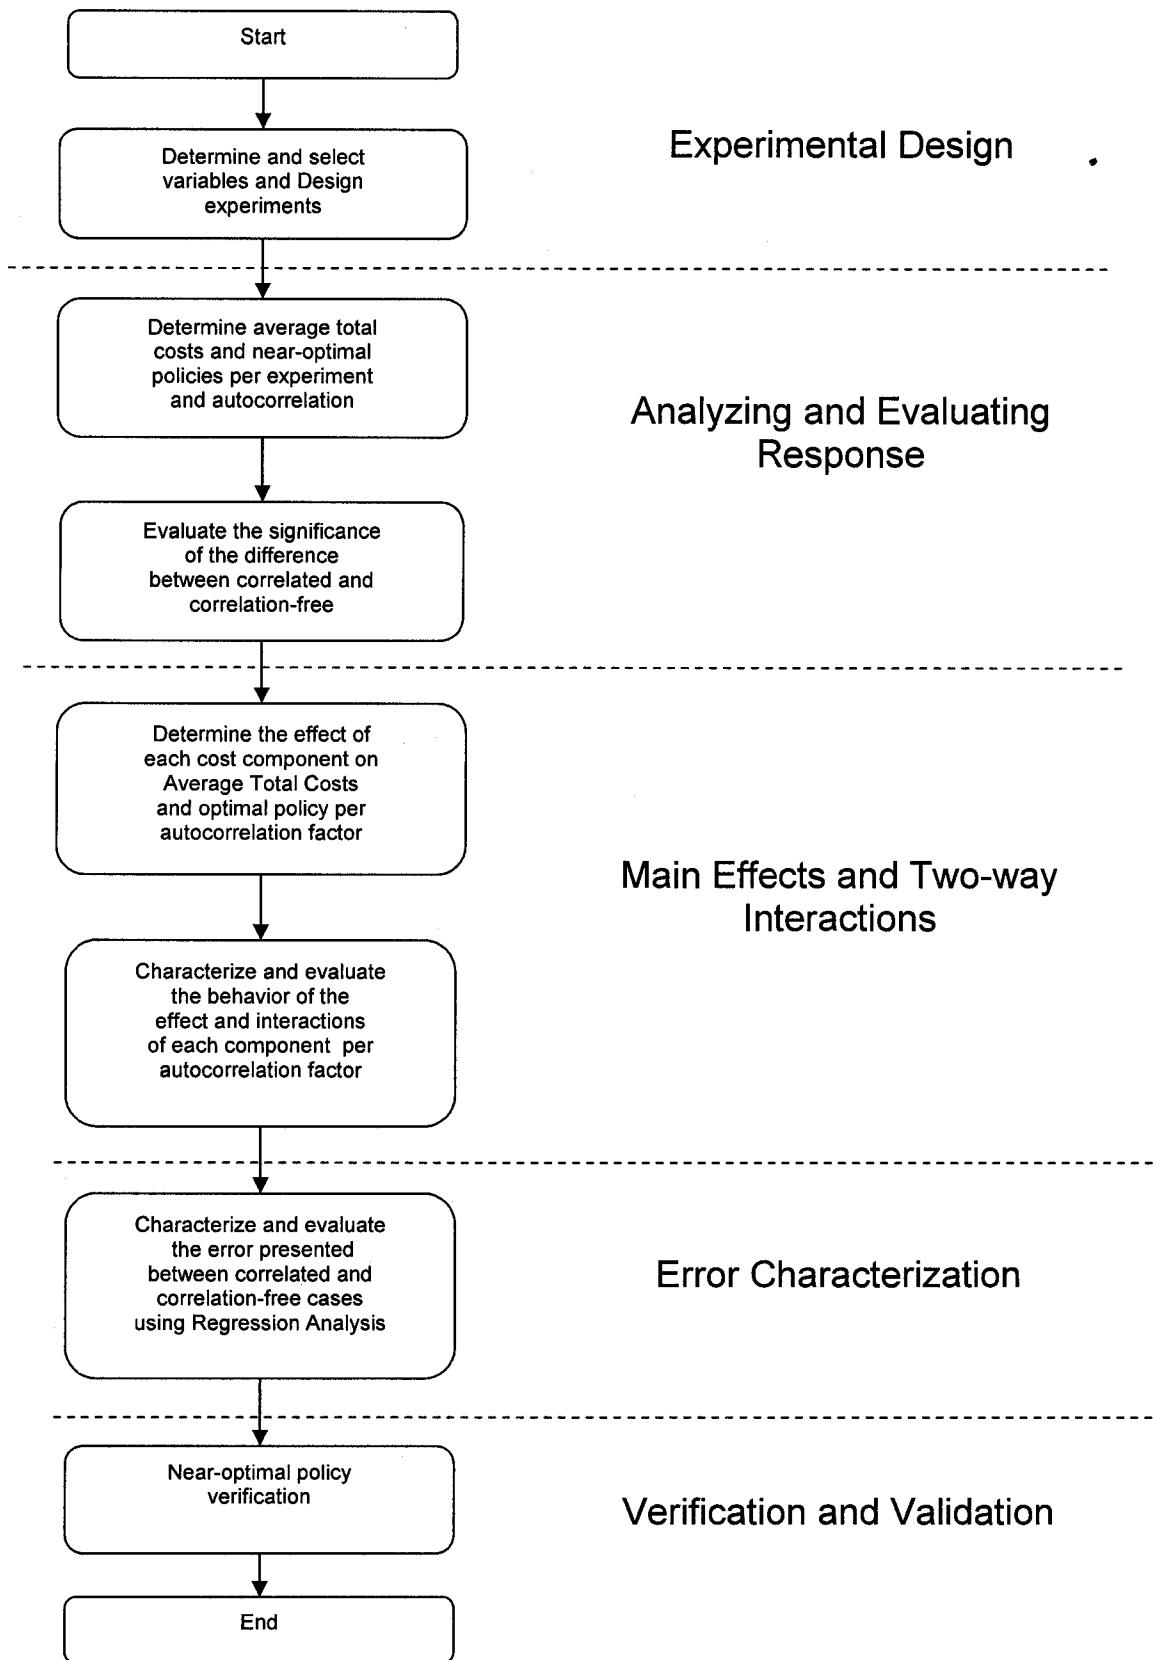 Start
Determine and select
variables and Design
experiments
Experimental Design
Determine average total
costs and near-optimal
policies per experiment
and autocorrelation
Analyzing and Evaluating
Response
Evaluate the significance
of the difference
between correlated and
correlation-free
Determine the effect of
each cost component on
Average Total Costs
and optimal policy per
autocorrelation factor
Main Effects and Two-way
Interactions
Characterize and evaluate
the behavior of the
effect and interactions
of each component per
autocorrelation factor
Characterize and evaluate
the error presented
between correlated and
correlation-free cases
using Regression Analysis
Error Characterization
Near-optimal policy
verification
Verification and Validation
End